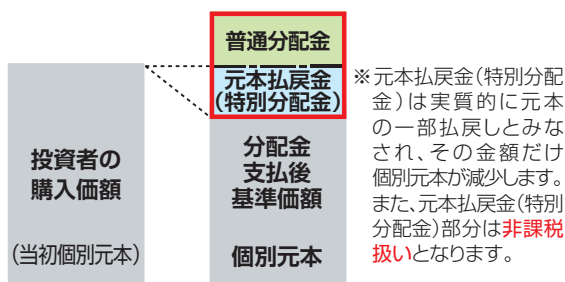 普通分配金
元本払戻金
(特別分配金)
投資者の
購入価額
(当初個別元本)
分配金
支払後
基準価額
個別元本
※元本払戻金(特別分配
金)は実質的に元本
の一部払戻しとみな
され、その金額だけ
個別元本が減少します。
また、元本払戻金(特別
分配金)部分は非課税
扱いとなります。